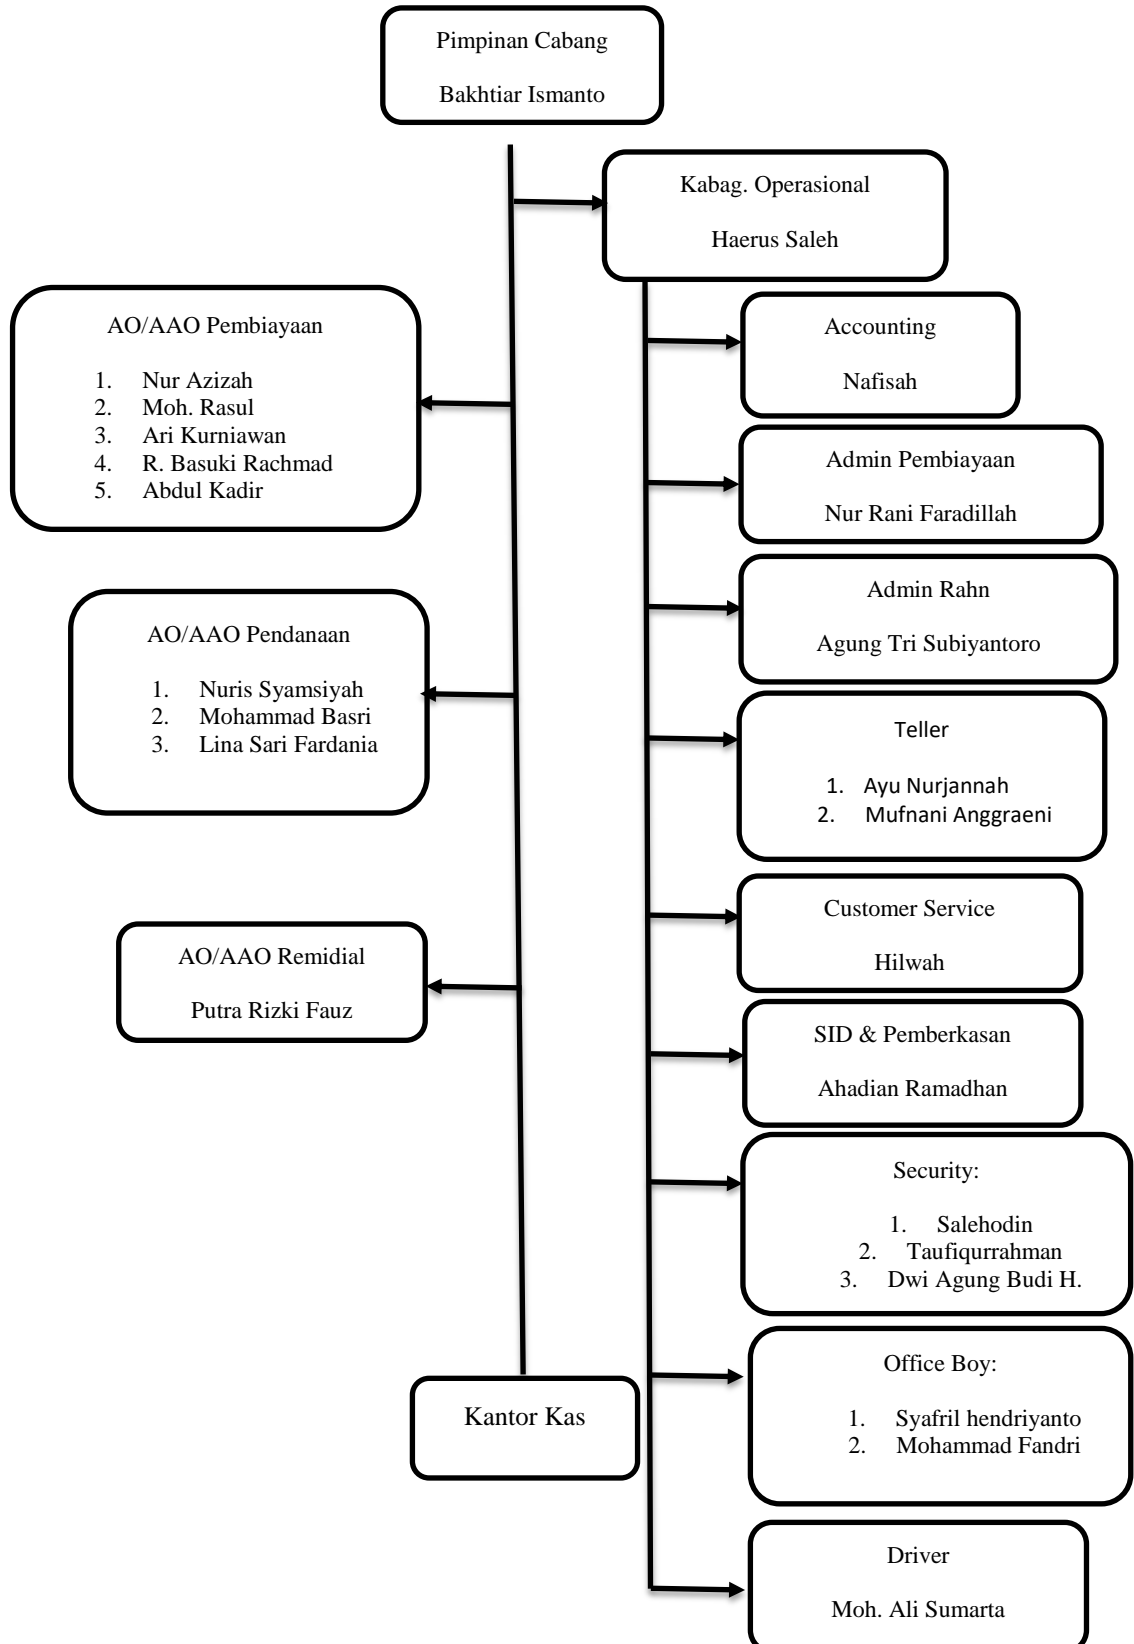 Pimpinan Cabang
Bakhtiar Ismanto
Kabag. Operasional
Haerus Saleh
AO/AAO Pembiayaan
1. Nur Azizah
2. Moh. Rasul
3. Ari Kurniawan
4. R. Basuki Rachmad
5. Abdul Kadir
AO/AAO Pendanaan
1. Nuris Syamsiyah
2. Mohammad Basri
3. Lina Sari Fardania
AO/AAO Remidial
Putra Rizki Fauz
Kantor Kas
Accounting
Nafisah
Admin Pembiayaan
Nur Rani Faradillah
Admin Rahn
Agung Tri Subiyantoro
Teller
1. Ayu Nurjannah
2. Mufnani Anggraeni
Customer Service
Hilwah
SID & Pemberkasan
Ahadian Ramadhan
Security:
1. Salehodin
2. Taufiqurrahman
3. Dwi Agung Budi H.
Office Boy:
1. Syafril hendriyanto
2. Mohammad Fandri
Driver
Moh. Ali Sumarta